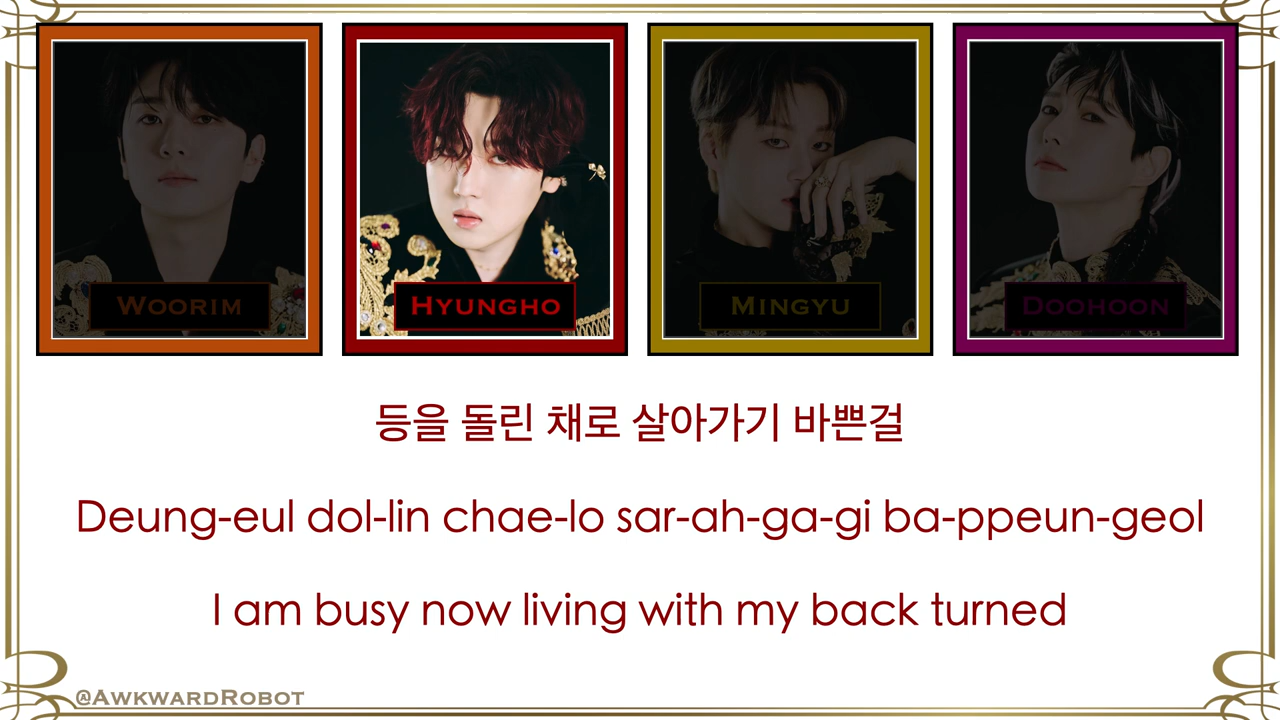 WOORIM
HYUNGHO
MINGYU
DOOHOON
등을 돌린 채로 살아가기 바쁜걸
Deung-eul dol-lin chae-lo sar-ah-ga-gi ba-ppeun-geol
I am busy now living with my back turned
@AWKWARDROBOT